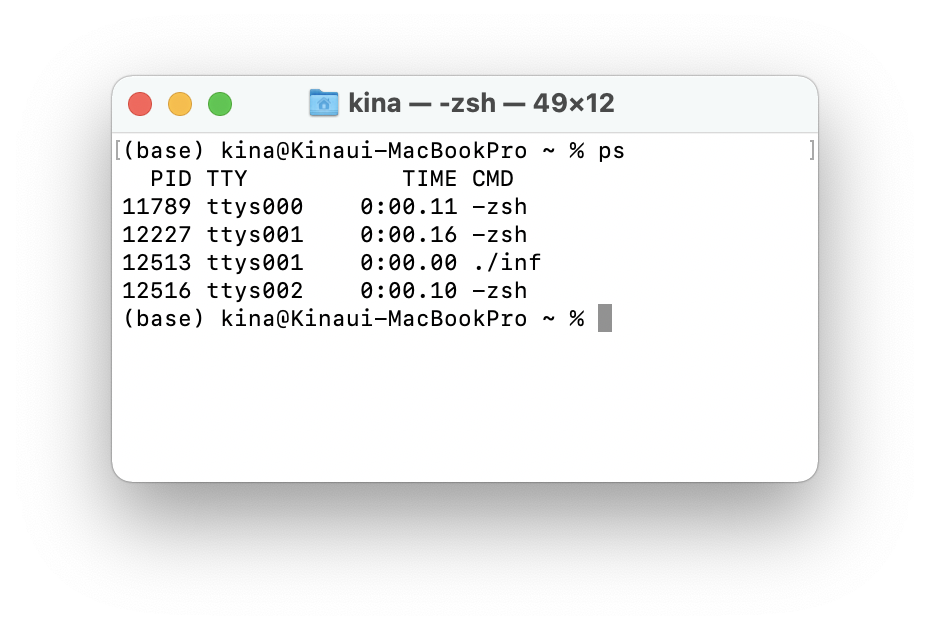 kina — -zsh — 49×12
[(base) kina@Kinaui-MacBookPro ~ % ps ]
  PID TTY           TIME CMD
11789 ttys000    0:00.11 -zsh
12227 ttys001    0:00.16 -zsh
12513 ttys001    0:00.00 ./inf
12516 ttys002    0:00.10 -zsh
(base) kina@Kinaui-MacBookPro ~ %